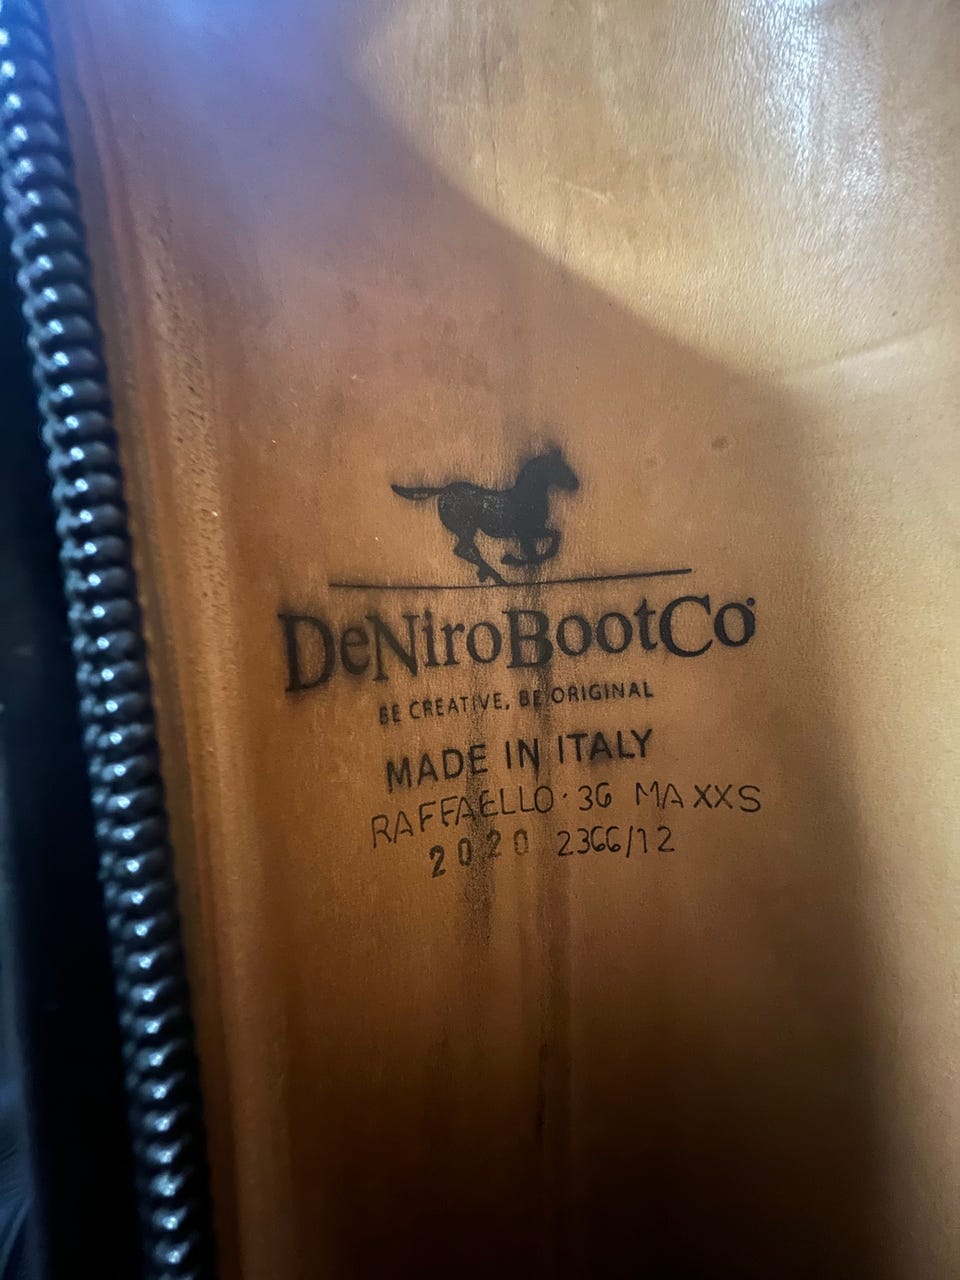 DeNiroBootCo
BE CREATIVE, BE ORIGINAL
MADE IN ITALY
RAFFAELLO·36 MA XXS
2020 2366/12